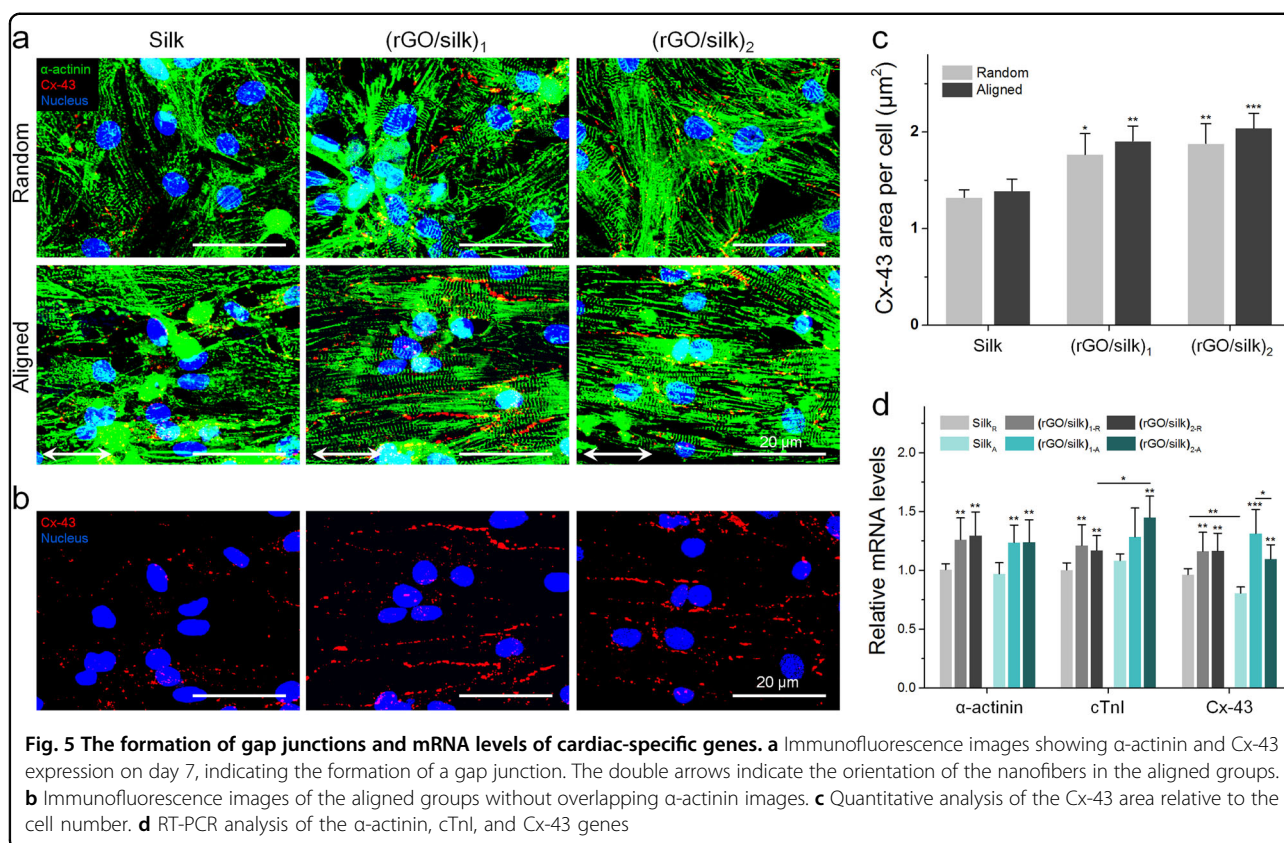 a
Silk
(rGO/silk)1
(rGO/silk)2
α-actinin
Cx-43
Nucleus
Random
Aligned
20 µm
b
Cx-43
Nucleus
20 µm
c
Cx-43 area per cell (µm²)
Random
Aligned
2
1
0
*
**
**
***
Silk
(rGO/silk)1
(rGO/silk)2
d
Relative mRNA levels
SilkR
(rGO/silk)1-R
(rGO/silk)2-R
SilkA
(rGO/silk)1-A
(rGO/silk)2-A
2.0
1.5
1.0
0.5
0.0
** ** ** **
** ** * **
** ** ** *** * **
α-actinin
cTnI
Cx-43
Fig. 5 The formation of gap junctions and mRNA levels of cardiac-specific genes. a Immunofluorescence images showing α-actinin and Cx-43
expression on day 7, indicating the formation of a gap junction. The double arrows indicate the orientation of the nanofibers in the aligned groups.
b Immunofluorescence images of the aligned groups without overlapping α-actinin images. c Quantitative analysis of the Cx-43 area relative to the
cell number. d RT-PCR analysis of the α-actinin, cTnI, and Cx-43 genes